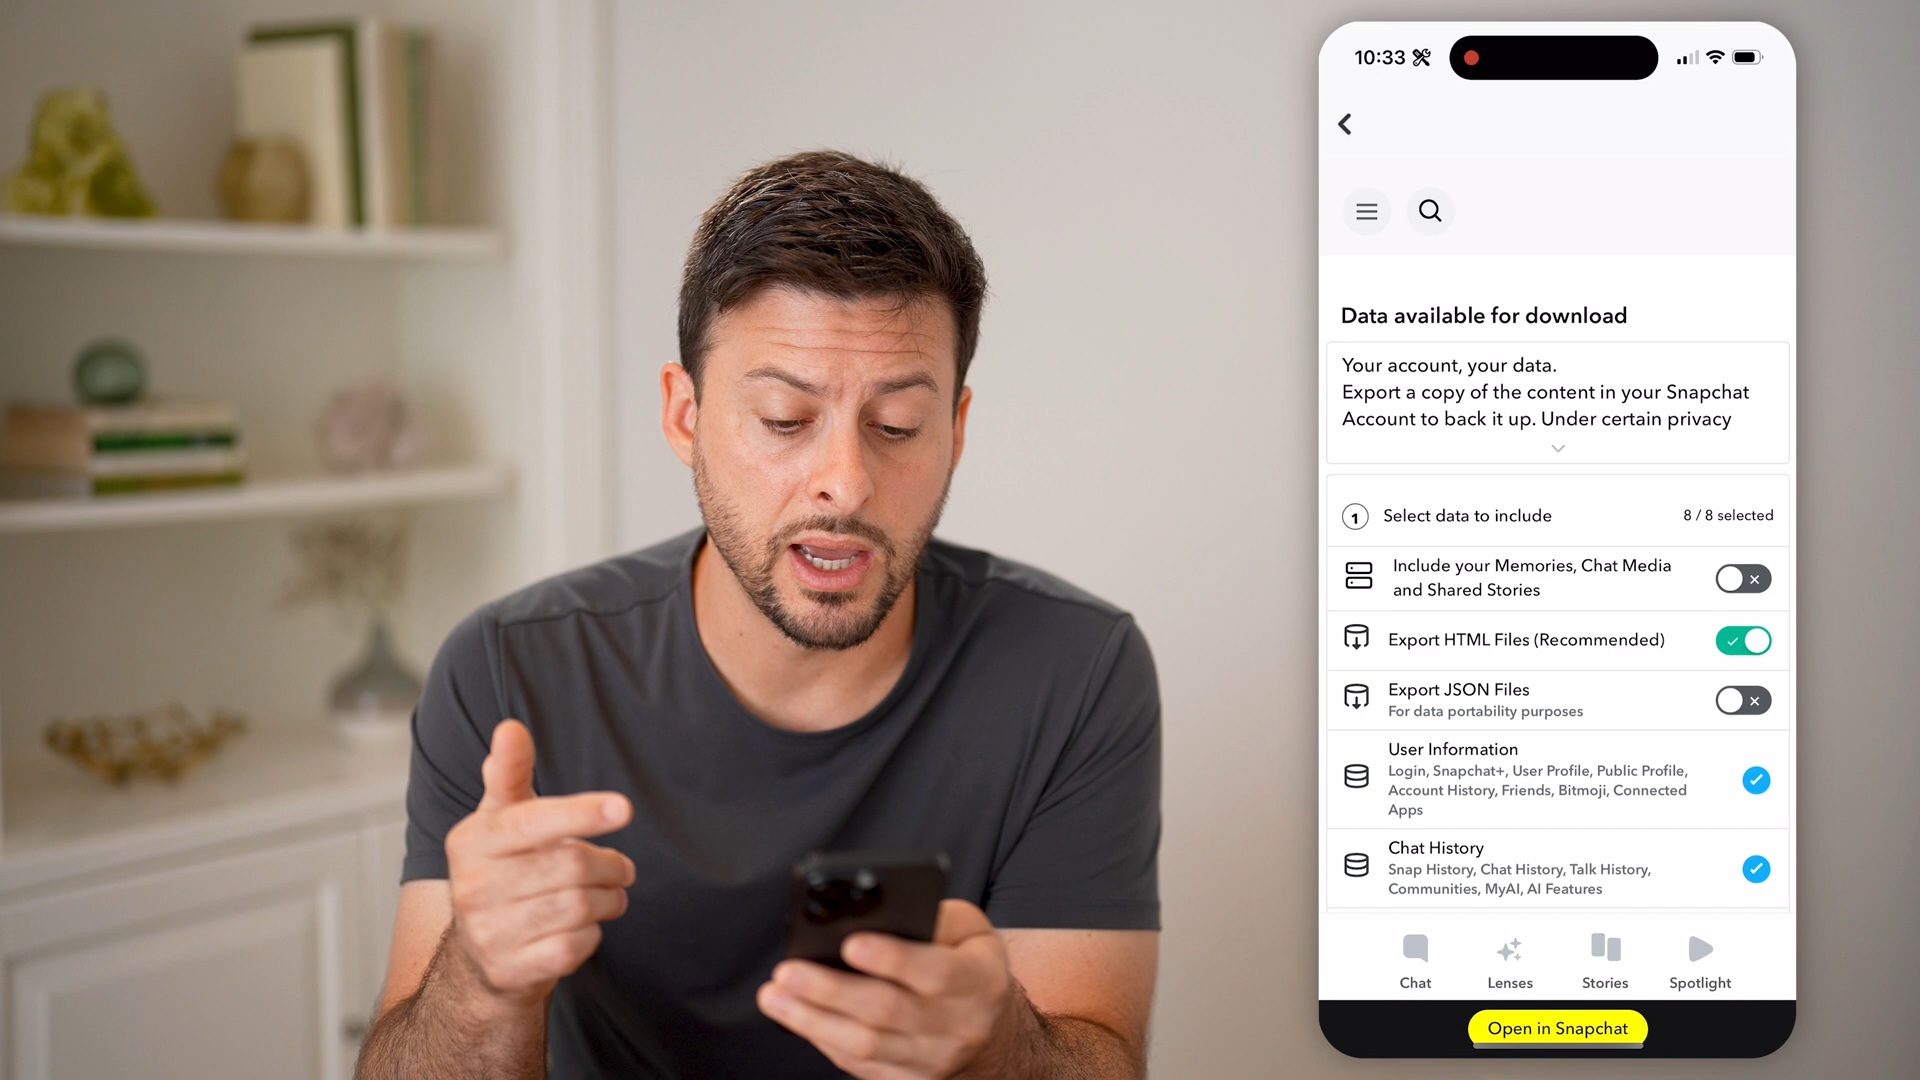 10:33
Data available for download
Your account, your data.
Export a copy of the content in your Snapchat
Account to back it up. Under certain privacy
1 Select data to include 8 / 8 selected
Include your Memories, Chat Media
and Shared Stories
Export HTML Files (Recommended)
Export JSON Files
For data portability purposes
User Information
Login, Snapchat+, User Profile, Public Profile,
Account History, Friends, Bitmoji, Connected
Apps
Chat History
Snap History, Chat History, Talk History,
Communities, MyAI, AI Features
Chat Lenses Stories Spotlight
Open in Snapchat